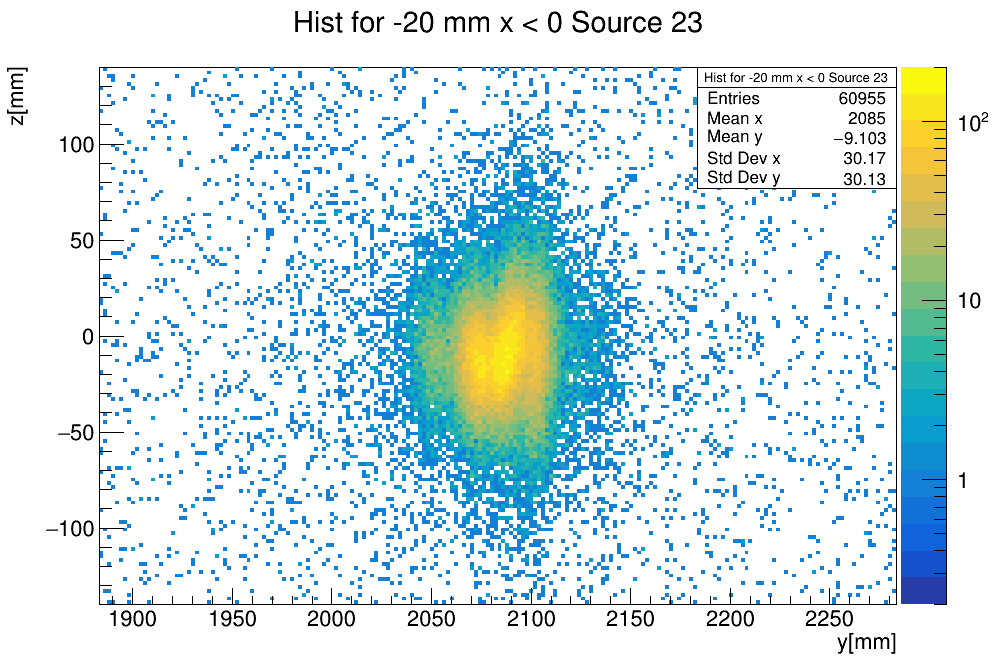 Hist for -20 mm x < 0 Source 23
z[mm]
Hist for -20 mm x < 0 Source 23
Entries 60955
Mean x 2085
Mean y −9.103
Std Dev x 30.17
Std Dev y 30.13
100
50
0
−50
−100
10²
10
1
1900 1950 2000 2050 2100 2150 2200 2250
y[mm]